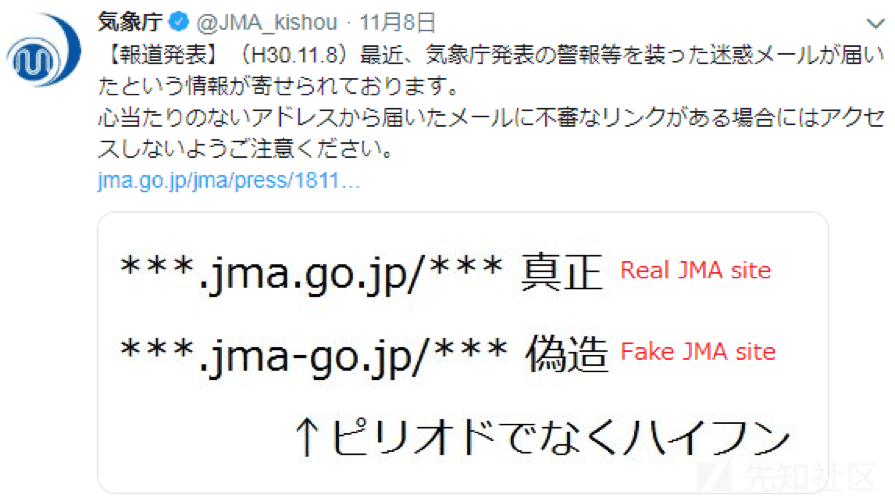 気象庁 @JMA_kishou · 11月8日
【報道発表】（H30.11.8）最近、気象庁発表の警報等を装った迷惑メールが届い
たという情報が寄せられております。
心当たりのないアドレスから届いたメールに不審なリンクがある場合にはアクセ
スしないようご注意ください。
jma.go.jp/jma/press/1811…
***.jma.go.jp/*** 真正 Real JMA site
***.jma-go.jp/*** 偽造 Fake JMA site
↑ピリオドでなくハイフン
先知社区